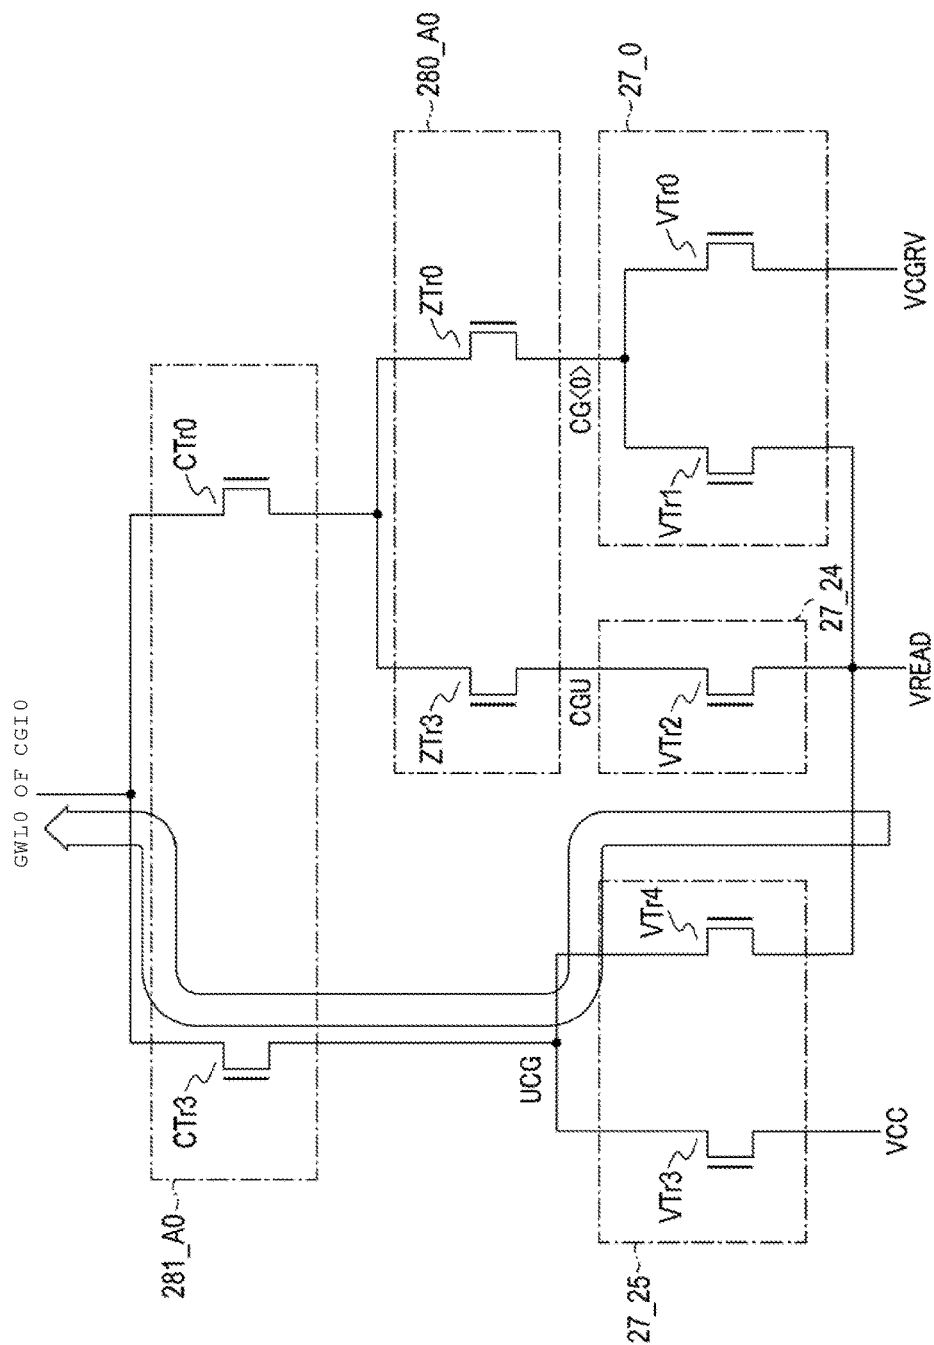 GWL0 OF CGI0
281_A0
CTr3
CTr0
280_A0
ZTr3
ZTr0
UCG
CGU
CG<0>
27_25
VTr3
VTr4
27_24
VTr2
27_0
VTr1
VTr0
VCC
VREAD
VCGRV